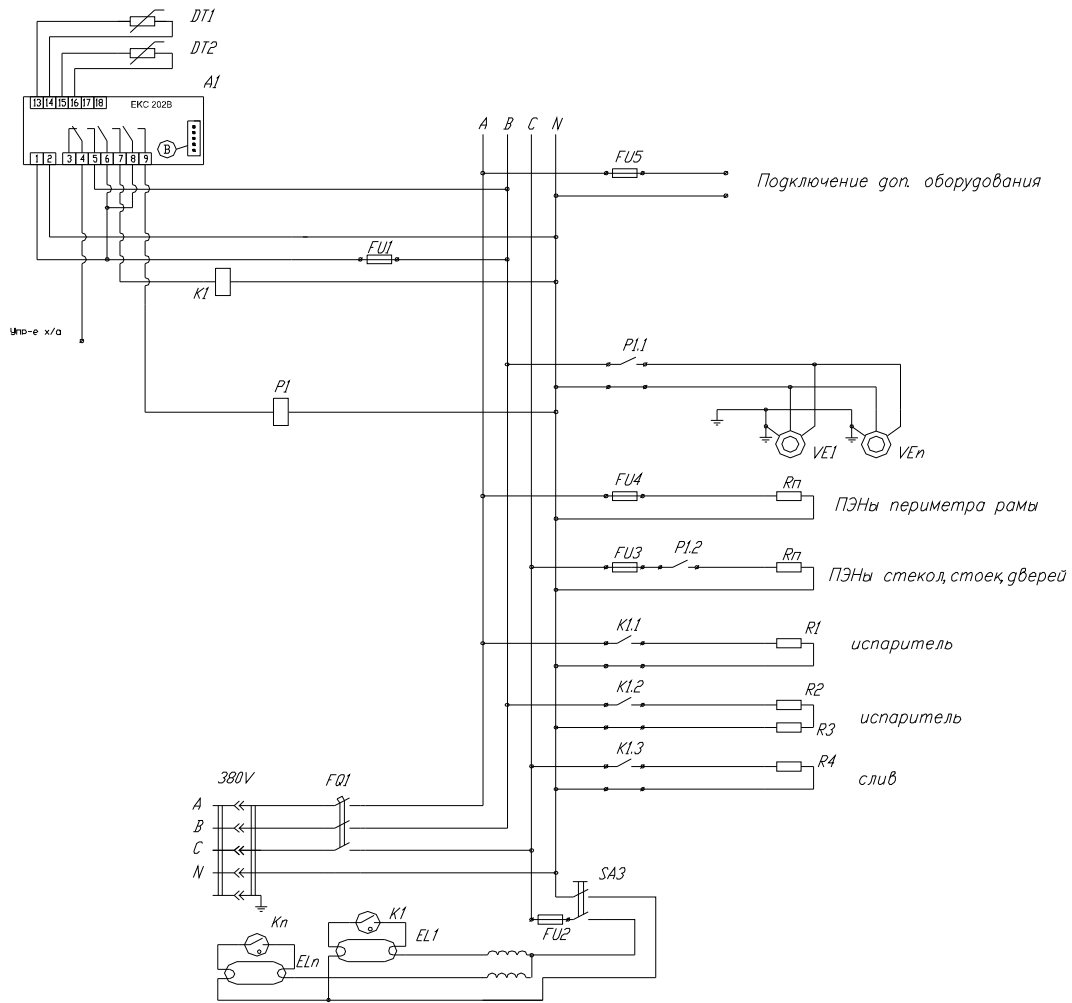 DT1
DT2
A1
13 14 15 16 17 18
EKC 202B
B
1 2 3 4 5 6 7 8 9
A B C N
FU5
Подключение доп. оборудования
FU1
K1
Упр-е х/а
P1.1
P1
VE1
VEn
FU4
Rп
ПЭНы периметра рамы
FU3
P1.2
Rп
ПЭНы стекол, стоек, дверей
K1.1
R1
испаритель
K1.2
R2
испаритель
R3
K1.3
R4
слив
380V
FQ1
A
B
C
N
SA3
FU2
Kn
K1
EL1
ELn